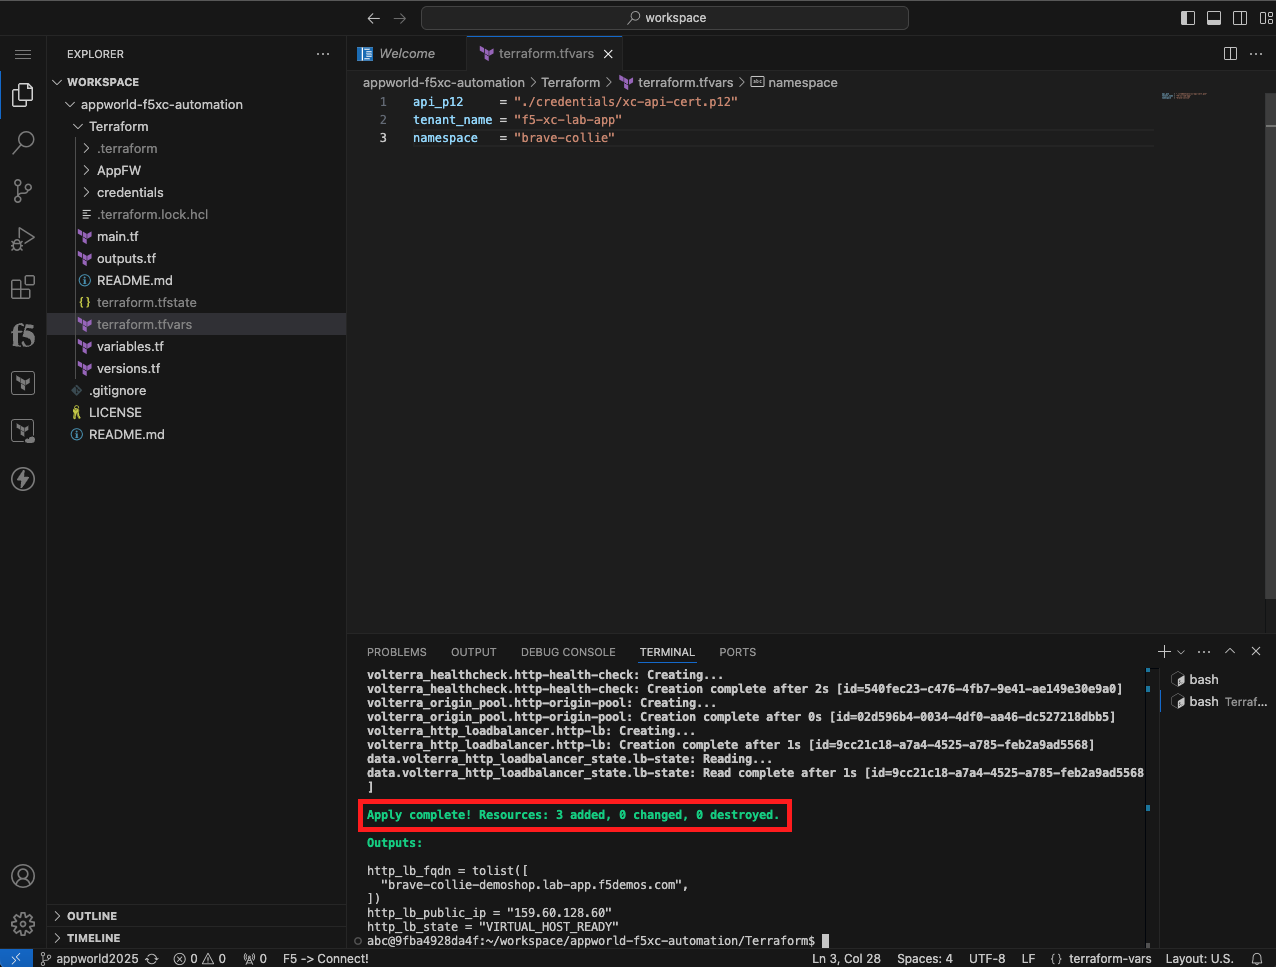 workspace
EXPLORER
WORKSPACE
appworld-f5xc-automation
Terraform
.terraform
AppFW
credentials
.terraform.lock.hcl
main.tf
outputs.tf
README.md
terraform.tfstate
terraform.tfvars
variables.tf
versions.tf
.gitignore
LICENSE
README.md
f5
OUTLINE
TIMELINE
Welcome
terraform.tfvars
appworld-f5xc-automation > Terraform > terraform.tfvars > abc namespace
1 api_p12 = "./credentials/xc-api-cert.p12"
2 tenant_name = "f5-xc-lab-app"
3 namespace = "brave-collie"
PROBLEMS OUTPUT DEBUG CONSOLE TERMINAL PORTS
volterra_healthcheck.http-health-check: Creating...
volterra_healthcheck.http-health-check: Creation complete after 2s [id=540fec23-c476-4fb7-9e41-ae149e30e9a0]
volterra_origin_pool.http-origin-pool: Creating...
volterra_origin_pool.http-origin-pool: Creation complete after 0s [id=02d596b4-0034-4df0-aa46-dc527218dbb5]
volterra_http_loadbalancer.http-lb: Creating...
volterra_http_loadbalancer.http-lb: Creation complete after 1s [id=9cc21c18-a7a4-4525-a785-feb2a9ad5568]
data.volterra_http_loadbalancer_state.lb-state: Reading...
data.volterra_http_loadbalancer_state.lb-state: Read complete after 1s [id=9cc21c18-a7a4-4525-a785-feb2a9ad5568
]
Apply complete! Resources: 3 added, 0 changed, 0 destroyed.
Outputs:
http_lb_fqdn = tolist([
"brave-collie-demoshop.lab-app.f5demos.com",
])
http_lb_public_ip = "159.60.128.60"
http_lb_state = "VIRTUAL_HOST_READY"
abc@9fba4928da4f:~/workspace/appworld-f5xc-automation/Terraform$
bash
bash Terraf...
appworld2025 0 0 0 F5 -> Connect! Ln 3, Col 28 Spaces: 4 UTF-8 LF {} terraform-vars Layout: U.S.